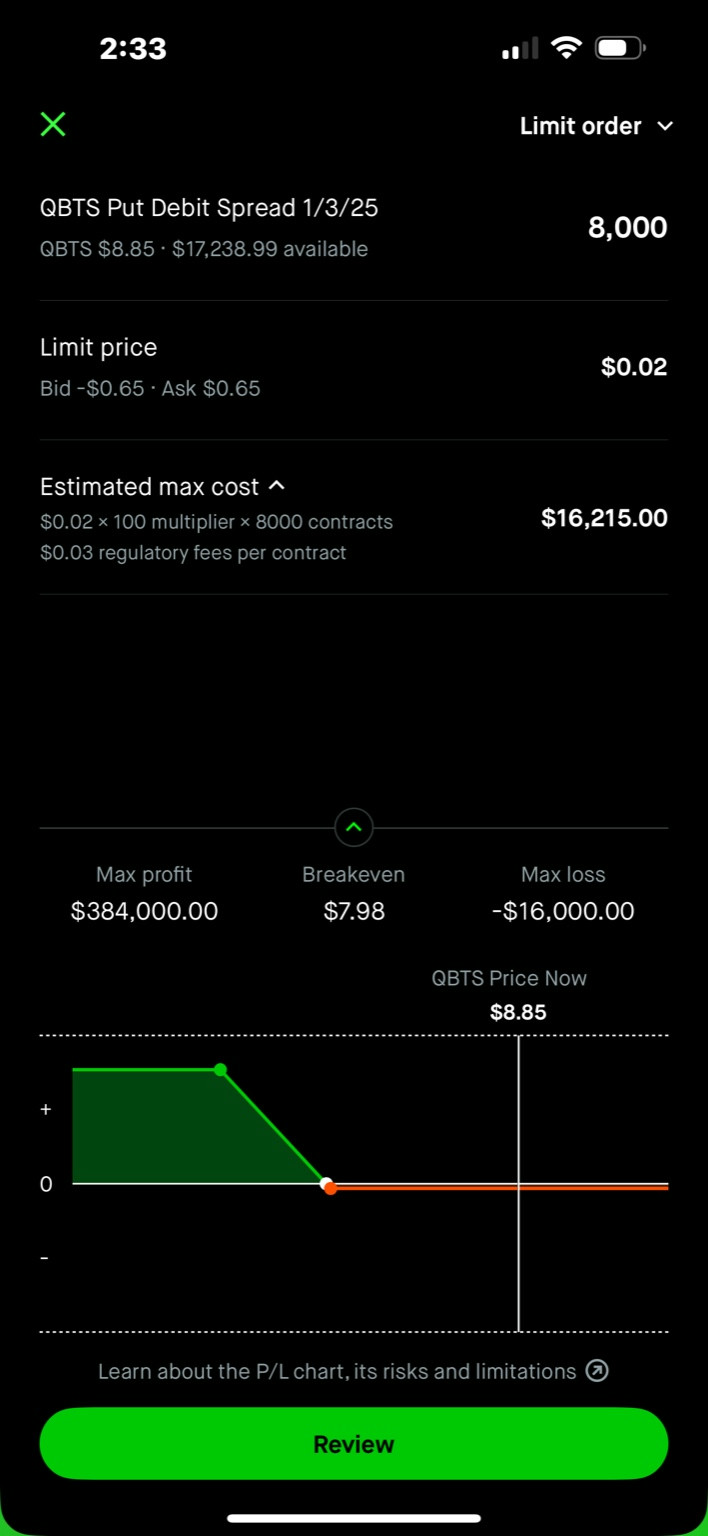 2:33
Limit order
QBTS Put Debit Spread 1/3/25
8,000
QBTS $8.85 · $17,238.99 available
Limit price
$0.02
Bid -$0.65 · Ask $0.65
Estimated max cost
$0.02 × 100 multiplier × 8000 contracts
$16,215.00
$0.03 regulatory fees per contract
Max profit
Breakeven
Max loss
$384,000.00
$7.98
-$16,000.00
QBTS Price Now
$8.85
+
0
-
Learn about the P/L chart, its risks and limitations
Review